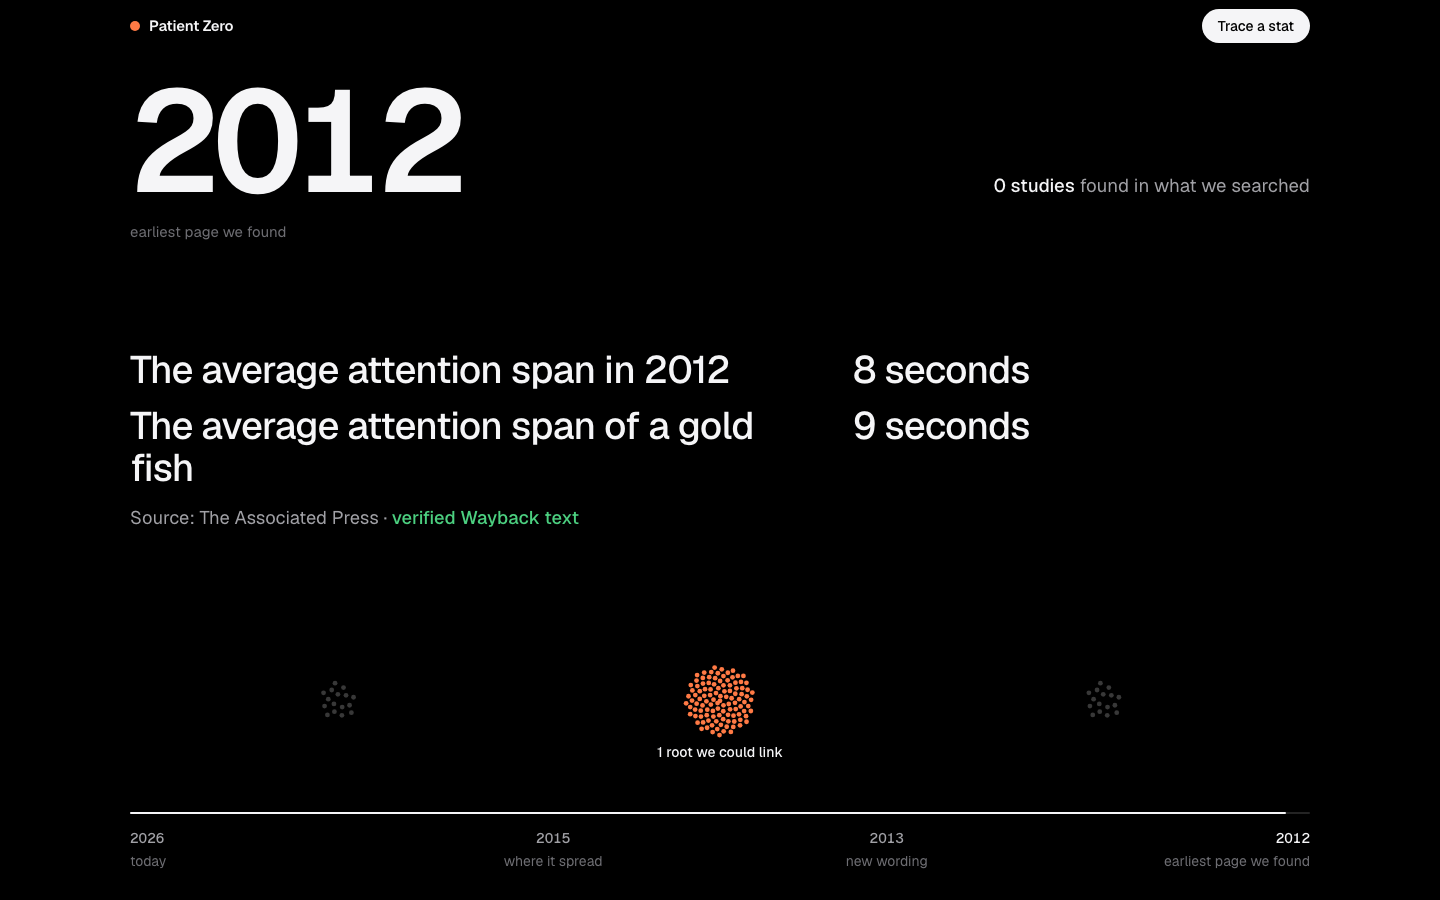 Patient Zero
Trace a stat
2012
0 studies found in what we searched
earliest page we found
The average attention span in 2012 8 seconds
The average attention span of a gold 9 seconds
fish
Source: The Associated Press · verified Wayback text
1 root we could link
2026 2015 2013 2012
today where it spread new wording earliest page we found